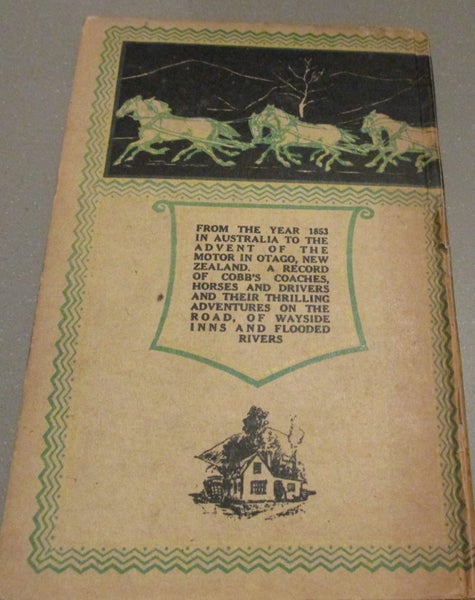 FROM THE YEAR 1853
IN AUSTRALIA TO THE
ADVENT OF THE
MOTOR IN OTAGO, NEW
ZEALAND. A RECORD
OF COBB'S COACHES,
HORSES AND DRIVERS
AND THEIR THRILLING
ADVENTURES ON THE
ROAD, OF WAYSIDE
INNS AND FLOODED
RIVERS